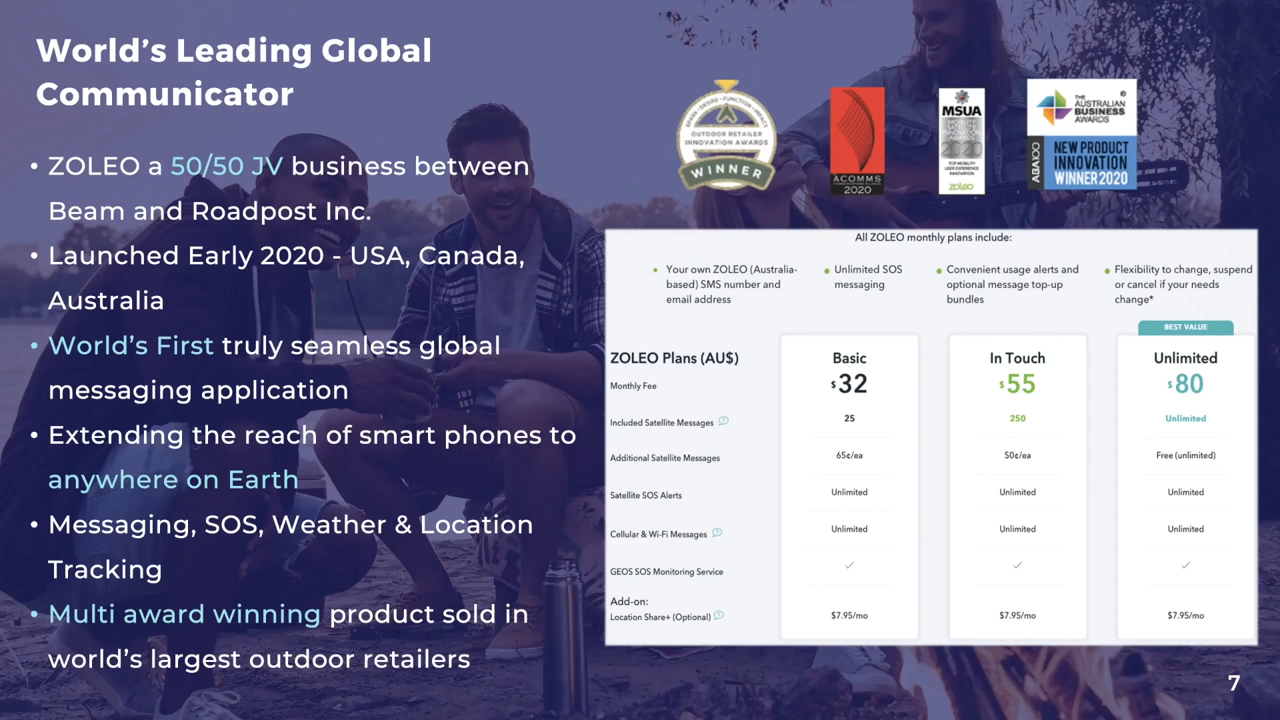 World's Leading Global
Communicator
• ZOLEO a 50/50 JV business between
Beam and Roadpost Inc.
• Launched Early 2020 - USA, Canada,
Australia
• World's First truly seamless global
messaging application
• Extending the reach of smart phones to
anywhere on Earth
• Messaging, SOS, Weather & Location
Tracking
• Multi award winning product sold in
world's largest outdoor retailers
OUTDOOR RETAILER
INNOVATION AWARDS
WINNER
ACOMMS
2020
MSUA
2020
TOP MOBILITY
USER EXPERIENCE
INNOVATION
zoleo
THE
AUSTRALIAN
BUSINESS
AWARDS
®
ABA100
NEW PRODUCT
INNOVATION
WINNER 2020
All ZOLEO monthly plans include:
• Your own ZOLEO (Australia-
based) SMS number and
email address
• Unlimited SOS
messaging
• Convenient usage alerts and
optional message top-up
bundles
• Flexibility to change, suspend
or cancel if your needs
change*
BEST VALUE
ZOLEO Plans (AU$) Basic In Touch Unlimited
Monthly Fee $32 $55 $80
Included Satellite Messages 25 250 Unlimited
Additional Satellite Messages 65¢/ea 50¢/ea Free (unlimited)
Satellite SOS Alerts Unlimited Unlimited Unlimited
Cellular & Wi-Fi Messages Unlimited Unlimited Unlimited
GEOS SOS Monitoring Service ✓ ✓ ✓
Add-on:
Location Share+ (Optional) $7.95/mo $7.95/mo $7.95/mo
7